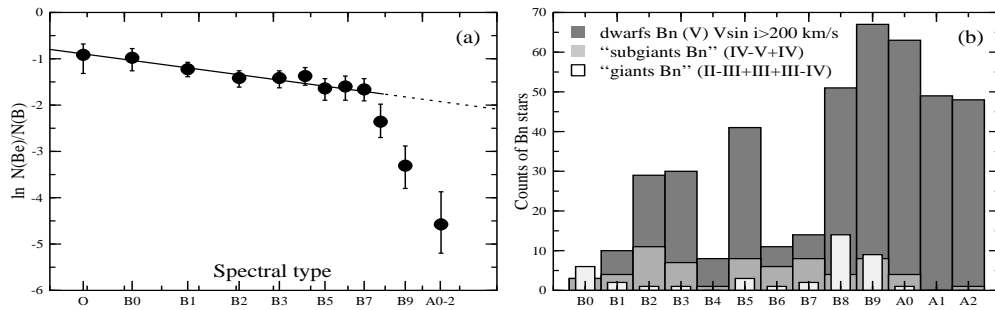 (a)
0
-1
-2
-3
-4
-5
-6
ln N(Be)/N(B)
Spectral type
O B0 B1 B2 B3 B5 B7 B9 A0-2
(b)
dwarfs Bn (V) Vsin i>200 km/s
“subgiants Bn” (IV-V+IV)
“giants Bn” (II-III+III+III-IV)
70
60
50
40
30
20
10
0
Counts of Bn stars
B0 B1 B2 B3 B4 B5 B6 B7 B8 B9 A0 A1 A2